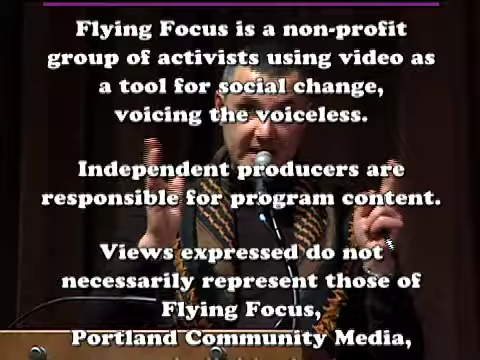 Flying Focus is a non-profit
group of activists using video as
a tool for social change,
voicing the voiceless.
Independent producers are
responsible for program content.
Views expressed do not
necessarily represent those of
Flying Focus,
Portland Community Media,